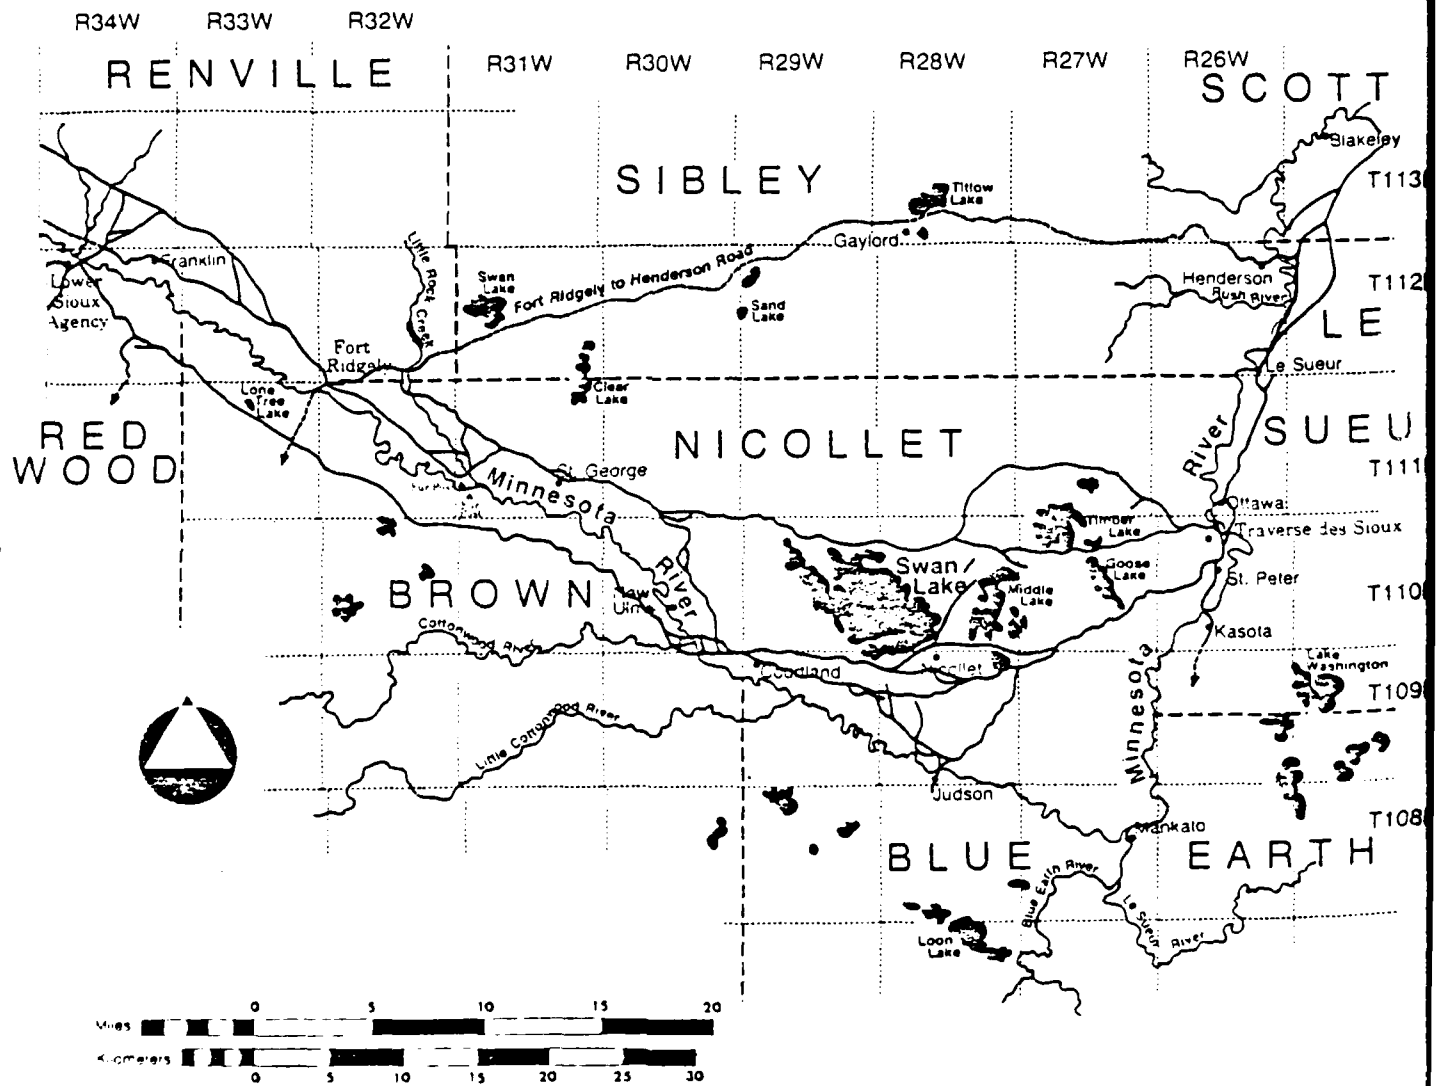 R34W
R33W
R32W
R31W
R30W
R29W
R28W
R27W
R26W
RENVILLE
SCOTT
Blakeley
SIBLEY
T113
Titlow
Lake
Gaylord
Little Rock Creek
Franklin
Lower
Sioux
Agency
Swan
Lake
Fort Ridgely to Henderson Road
Sand
Lake
Henderson
Rush River
T112
LE
Fort
Ridgely
Le Sueur
Lone
Tree
Lake
Clear
Lake
RED
WOOD
NICOLLET
River
SUEU
T111
St. George
Minnesota
River
Ottawa
Traverse des Sioux
Timber
Lake
Swan
Lake
Goose
Lake
Middle
Lake
St. Peter
T110
BROWN
New
Ulm
Cottonwood River
Kasota
Minnesota
Lake
Washington
Goodland
Nicollet
T109
Little Cottonwood River
Judson
T108
Mankato
BLUE
EARTH
Blue Earth River
Le Sueur
River
Loon
Lake
0 5 10 15 20
Miles
Kilometers
0 5 10 15 20 25 30